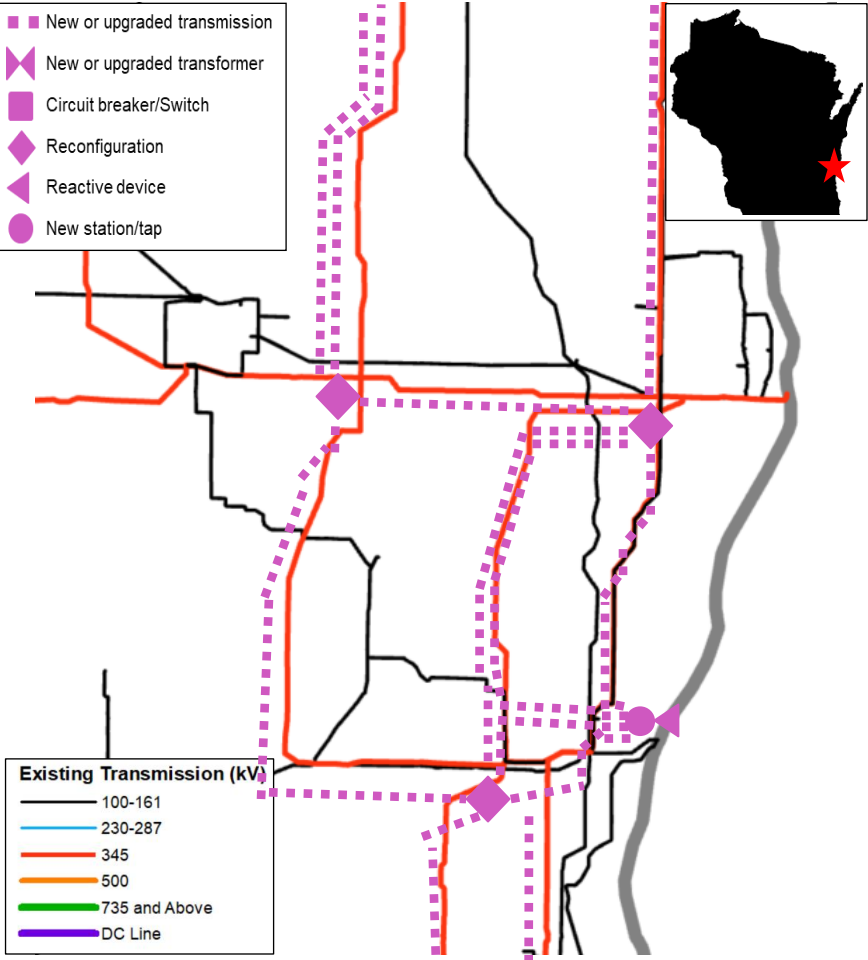 New or upgraded transmission
New or upgraded transformer
Circuit breaker/Switch
Reconfiguration
Reactive device
New station/tap
Existing Transmission (kV)
100-161
230-287
345
500
735 and Above
DC Line